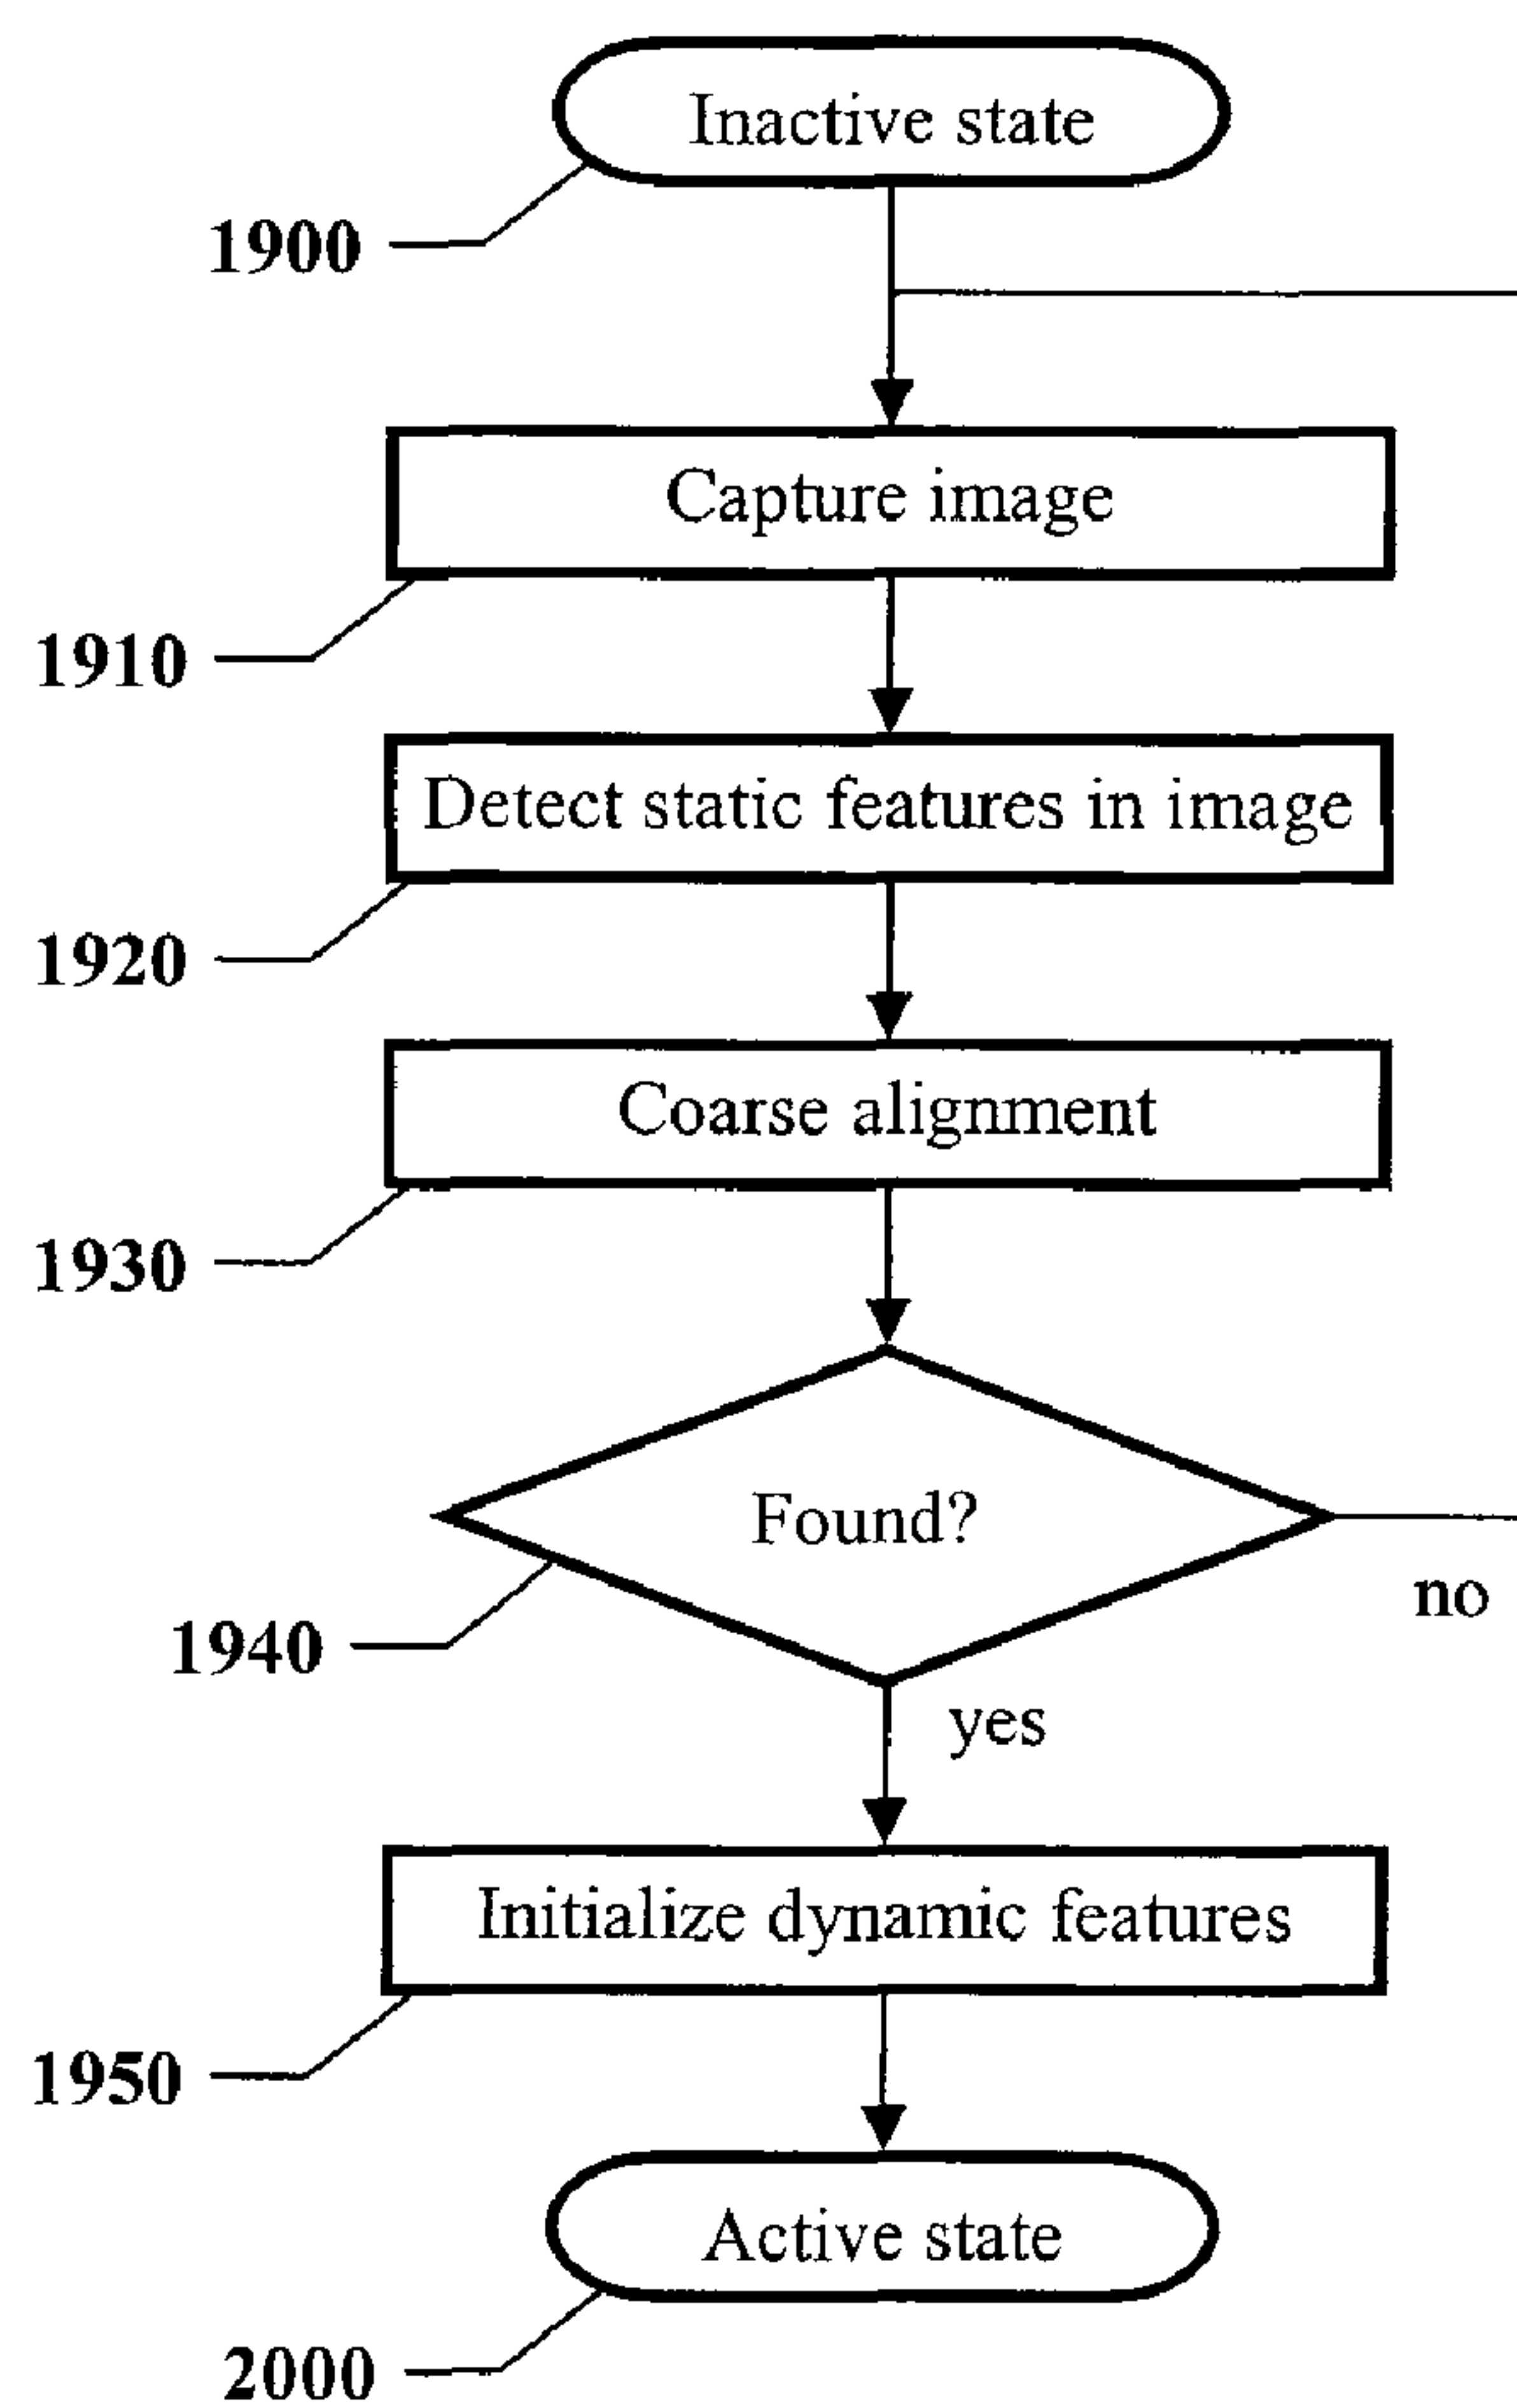 Inactive state
1900
Capture image
1910
Detect static features in image
1920
Coarse alignment
1930
Found?
no
1940
yes
Initialize dynamic features
1950
Active state
2000